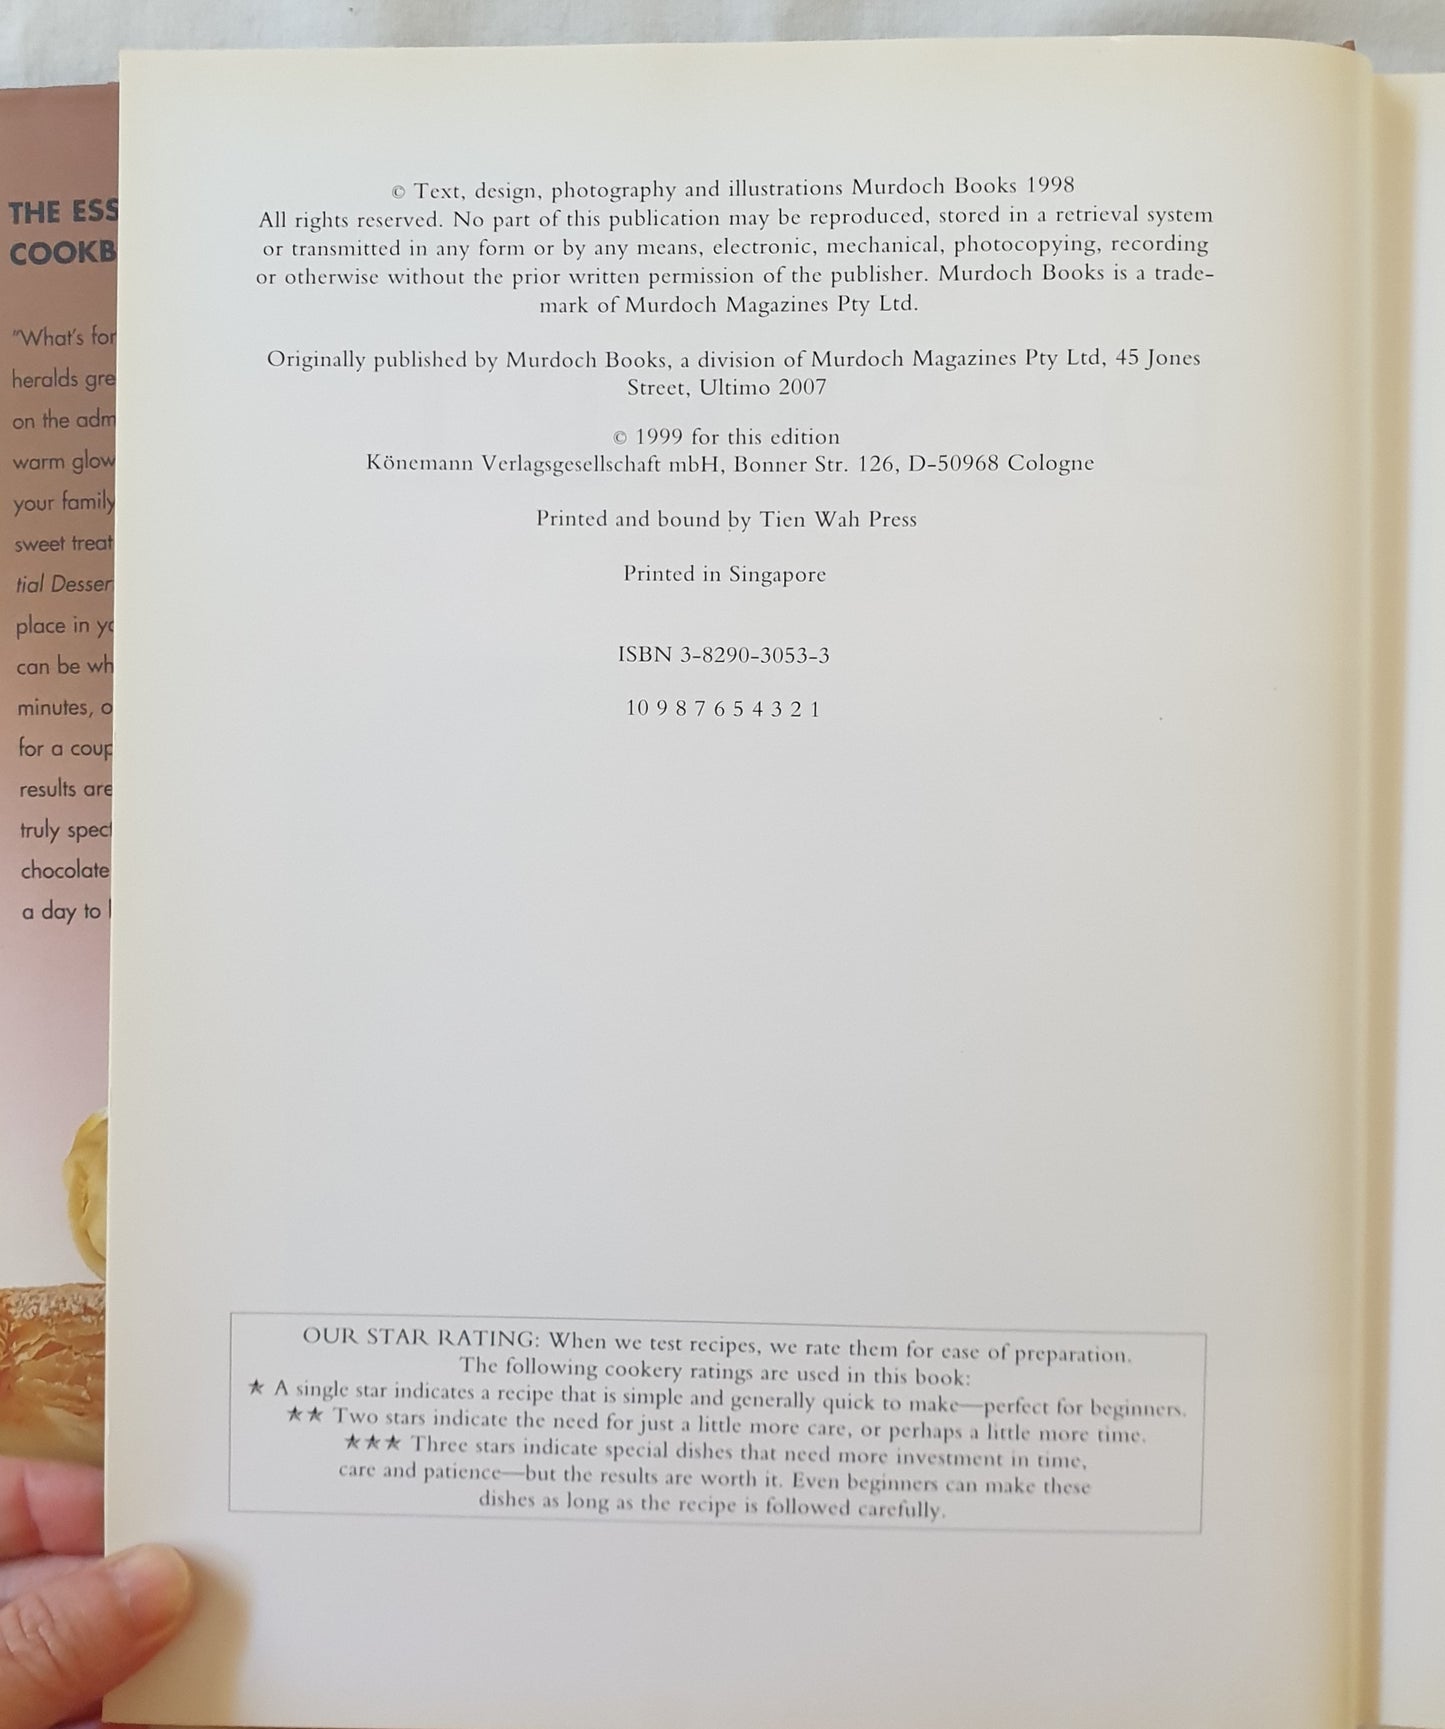 THE ESS
COOKB
"What's for
heralds gre
on the adm
warm glow
your family
sweet treat
tial Desser
place in yo
can be wh
minutes, o
for a coup
results are
truly spect
chocolate
a day to l
© Text, design, photography and illustrations Murdoch Books 1998
All rights reserved. No part of this publication may be reproduced, stored in a retrieval system
or transmitted in any form or by any means, electronic, mechanical, photocopying, recording
or otherwise without the prior written permission of the publisher. Murdoch Books is a trade-
mark of Murdoch Magazines Pty Ltd.
Originally published by Murdoch Books, a division of Murdoch Magazines Pty Ltd, 45 Jones
Street, Ultimo 2007
© 1999 for this edition
Könemann Verlagsgesellschaft mbH, Bonner Str. 126, D-50968 Cologne
Printed and bound by Tien Wah Press
Printed in Singapore
ISBN 3-8290-3053-3
10 9 8 7 6 5 4 3 2 1
OUR STAR RATING: When we test recipes, we rate them for ease of preparation.
The following cookery ratings are used in this book:
★ A single star indicates a recipe that is simple and generally quick to make—perfect for beginners.
★★ Two stars indicate the need for just a little more care, or perhaps a little more time.
★★★ Three stars indicate special dishes that need more investment in time,
care and patience—but the results are worth it. Even beginners can make these
dishes as long as the recipe is followed carefully.